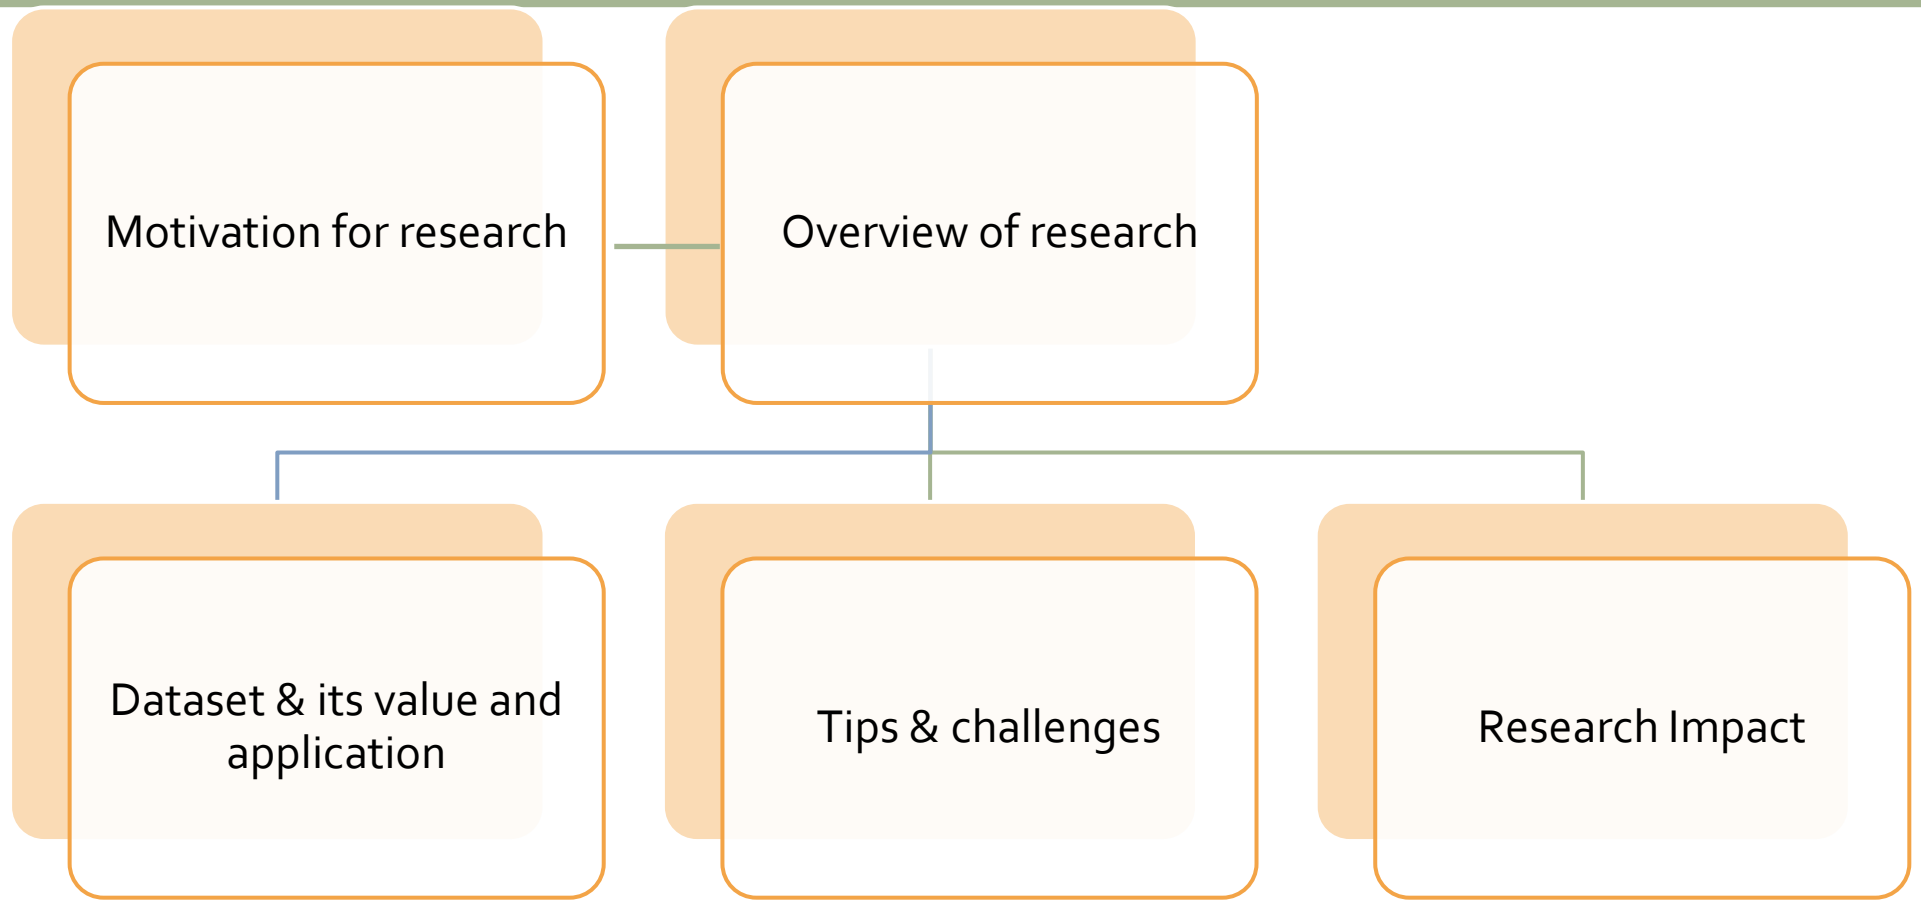 Motivation for research
Overview of research
Dataset & its value and
application
Tips & challenges
Research Impact